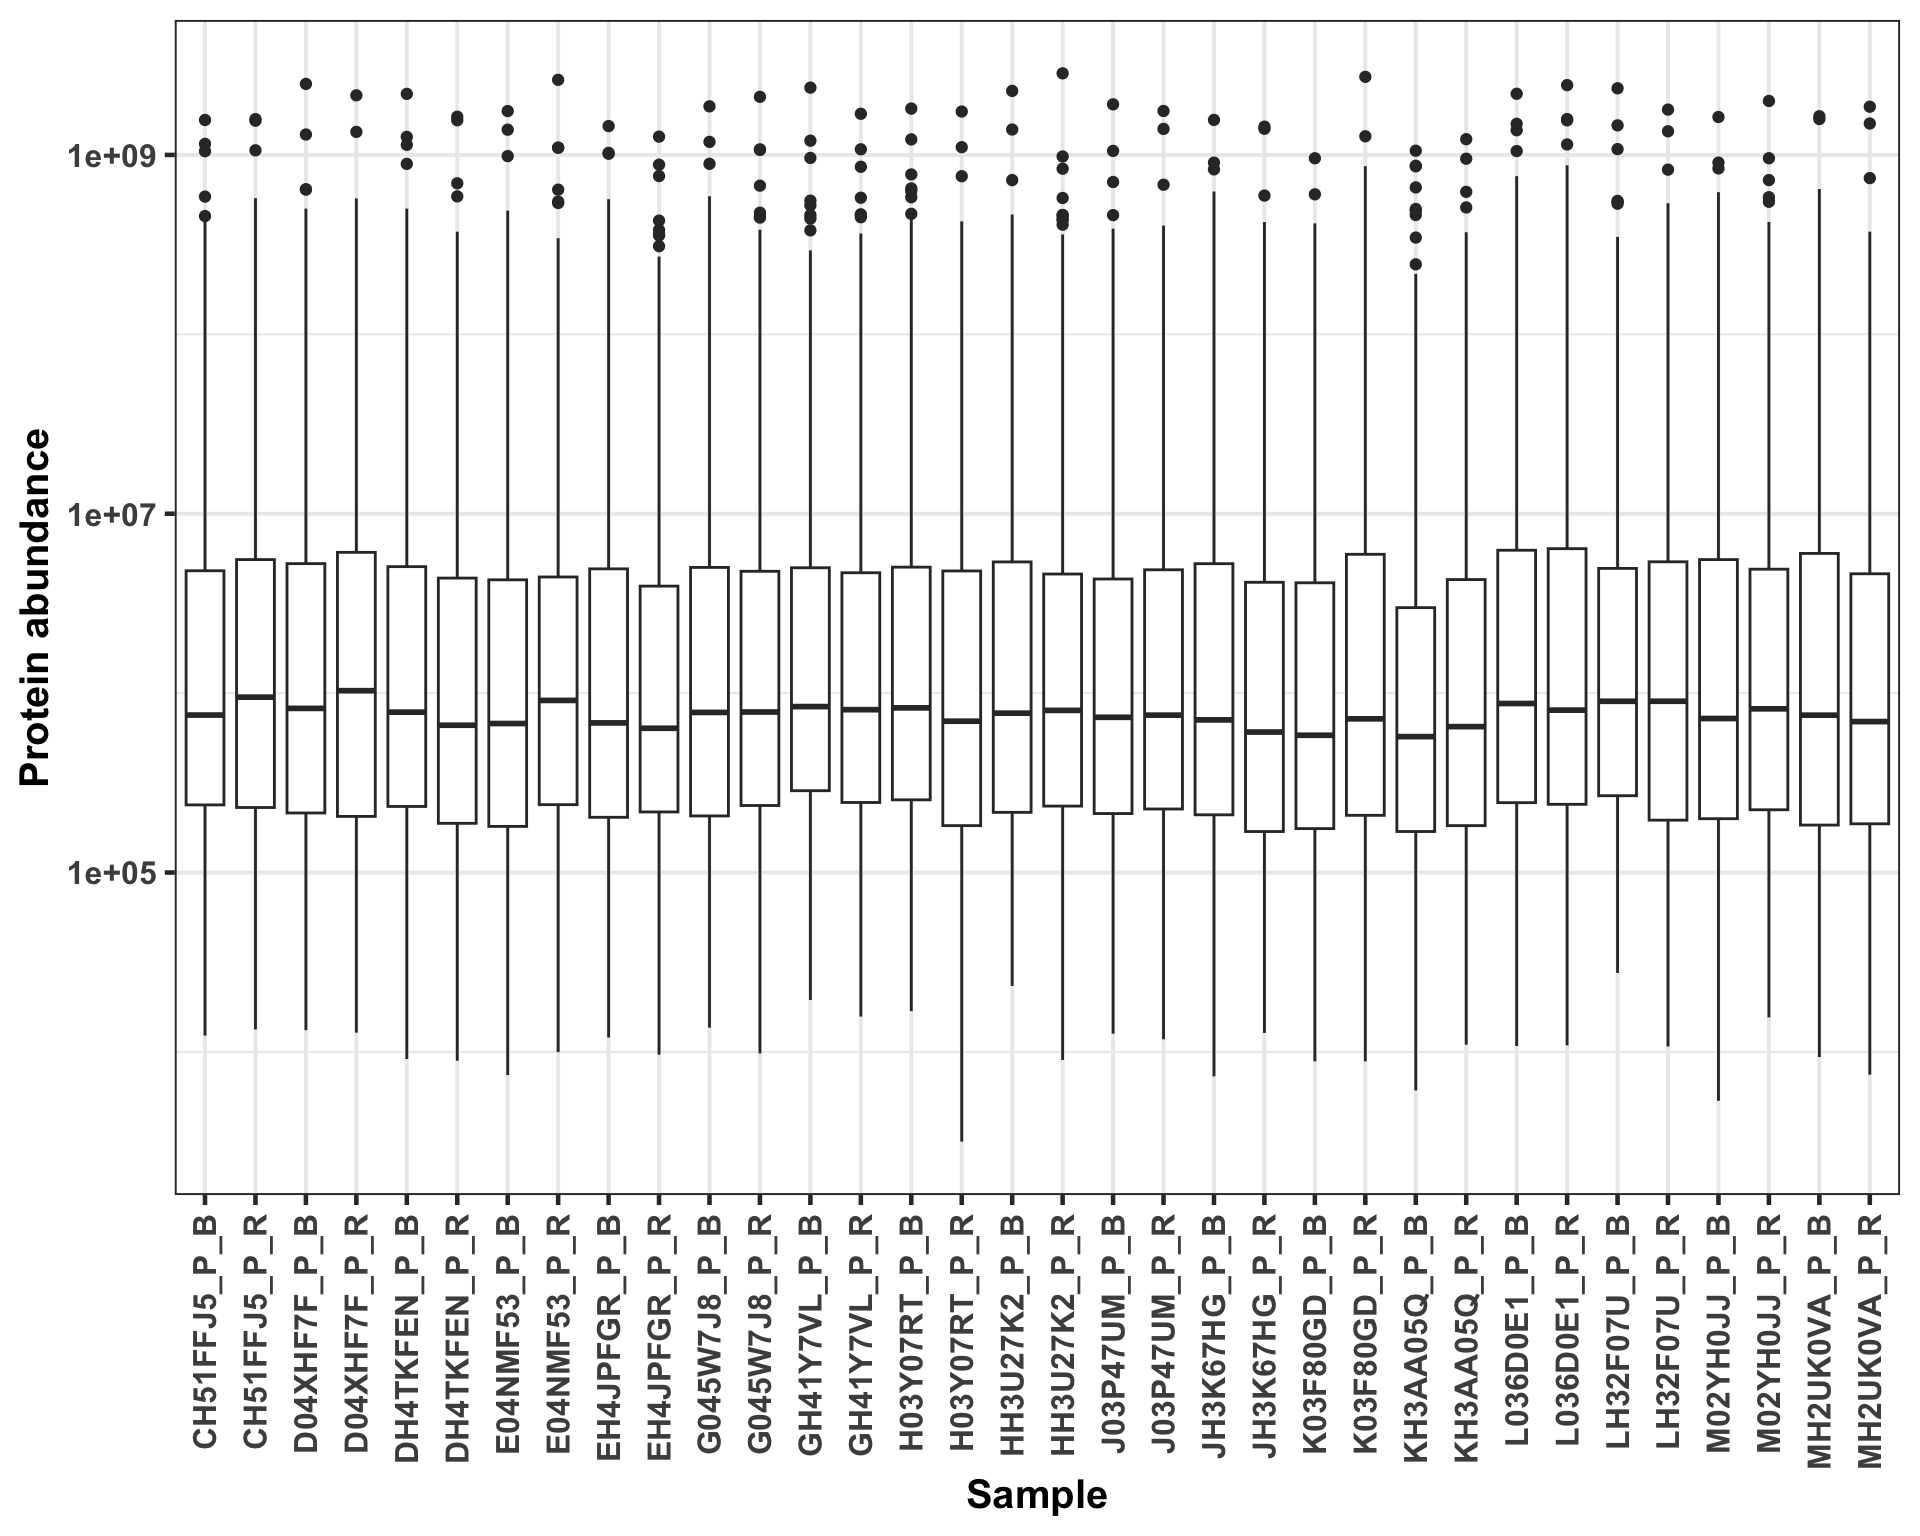 Protein abundance
1e+09
1e+07
1e+05
CH51FFJ5_P_B
CH51FFJ5_P_R
D04XHF7F_P_B
D04XHF7F_P_R
DH4TKFEN_P_B
DH4TKFEN_P_R
E04NMF53_P_B
E04NMF53_P_R
EH4JPFGR_P_B
EH4JPFGR_P_R
G045W7J8_P_B
G045W7J8_P_R
GH41Y7VL_P_B
GH41Y7VL_P_R
H03Y07RT_P_B
H03Y07RT_P_R
HH3U27K2_P_B
HH3U27K2_P_R
J03P47UM_P_B
J03P47UM_P_R
JH3K67HG_P_B
JH3K67HG_P_R
K03F80GD_P_B
K03F80GD_P_R
KH3AA05Q_P_B
KH3AA05Q_P_R
L036D0E1_P_B
L036D0E1_P_R
LH32F07U_P_B
LH32F07U_P_R
M02YH0JJ_P_B
M02YH0JJ_P_R
MH2UK0VA_P_B
MH2UK0VA_P_R
Sample